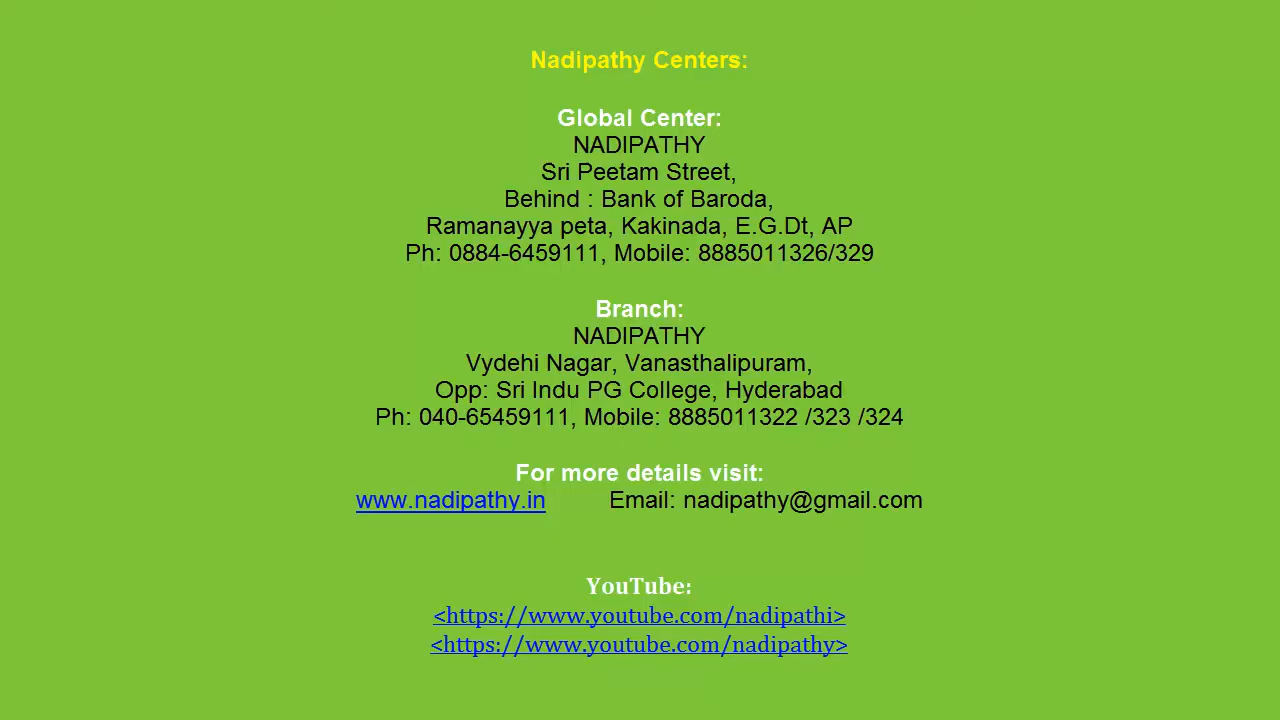 Nadipathy Centers:
Global Center:
NADIPATHY
Sri Peetam Street,
Behind : Bank of Baroda,
Ramanayya peta, Kakinada, E.G.Dt, AP
Ph: 0884-6459111, Mobile: 8885011326/329
Branch:
NADIPATHY
Vydehi Nagar, Vanasthalipuram,
Opp: Sri Indu PG College, Hyderabad
Ph: 040-65459111, Mobile: 8885011322 /323 /324
For more details visit:
www.nadipathy.in Email: nadipathy@gmail.com
YouTube:
<https://www.youtube.com/nadipathi>
<https://www.youtube.com/nadipathy>